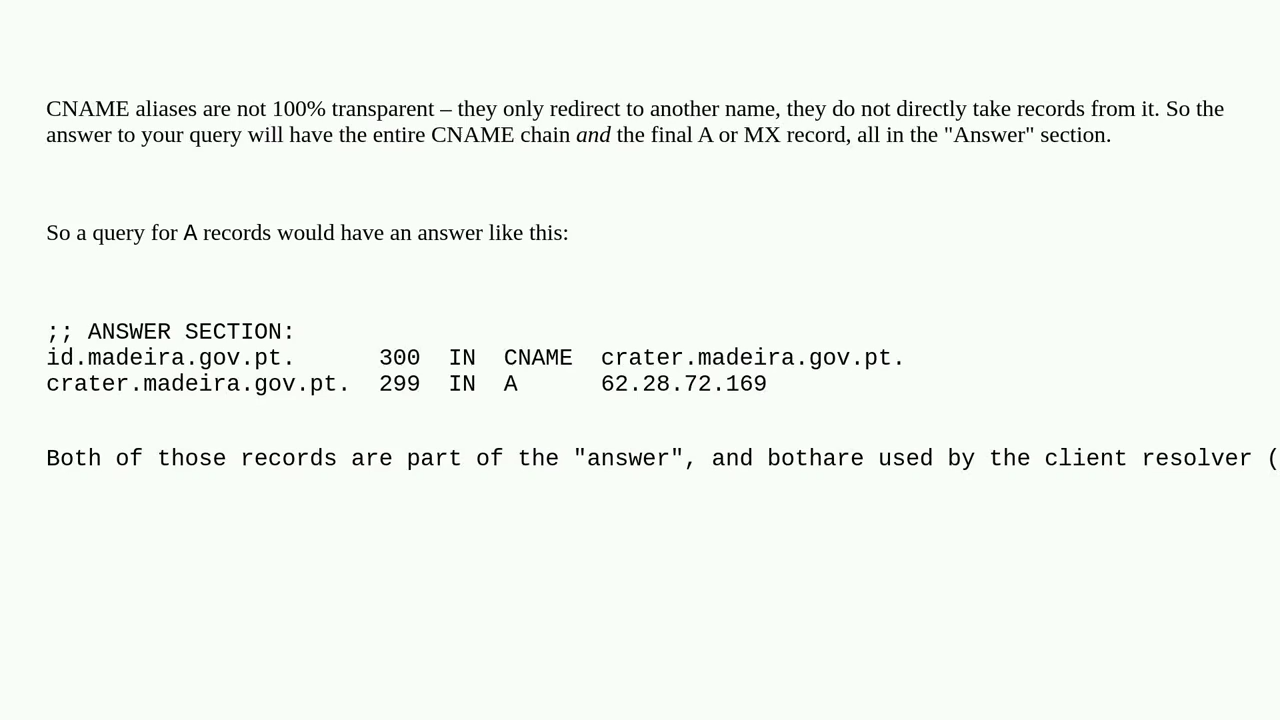 CNAME aliases are not 100% transparent – they only redirect to another name, they do not directly take records from it. So the
answer to your query will have the entire CNAME chain and the final A or MX record, all in the "Answer" section.
So a query for A records would have an answer like this:
;; ANSWER SECTION:
id.madeira.gov.pt.      300  IN  CNAME  crater.madeira.gov.pt.
crater.madeira.gov.pt.  299  IN  A      62.28.72.169
Both of those records are part of the "answer", and bothare used by the client resolver (